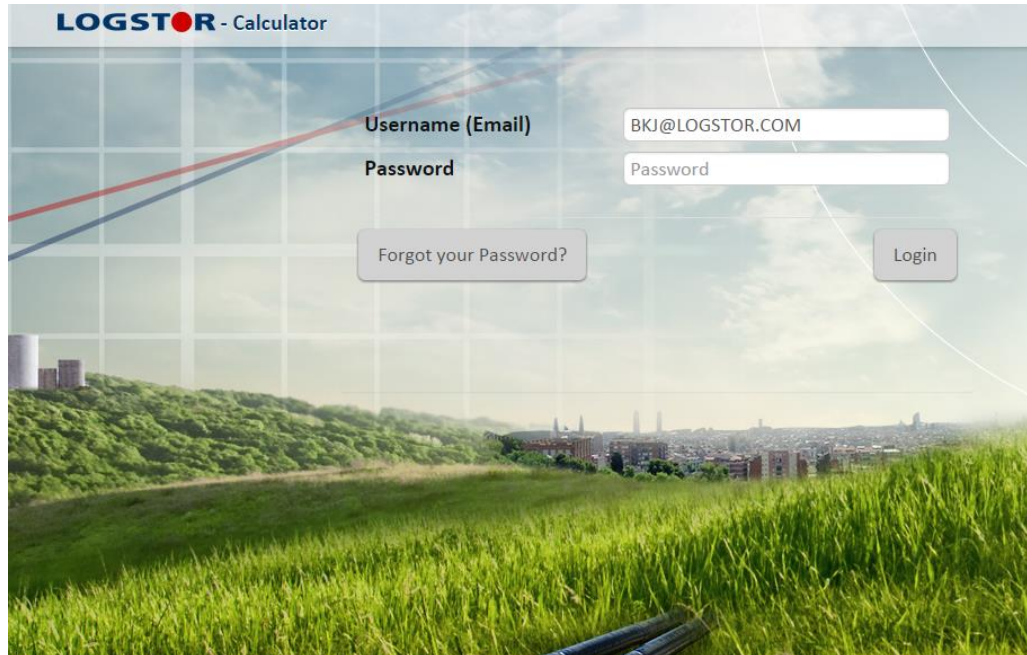 LOGSTOR - Calculator
Username (Email) BKJ@LOGSTOR.COM
Password Password
Forgot your Password? Login